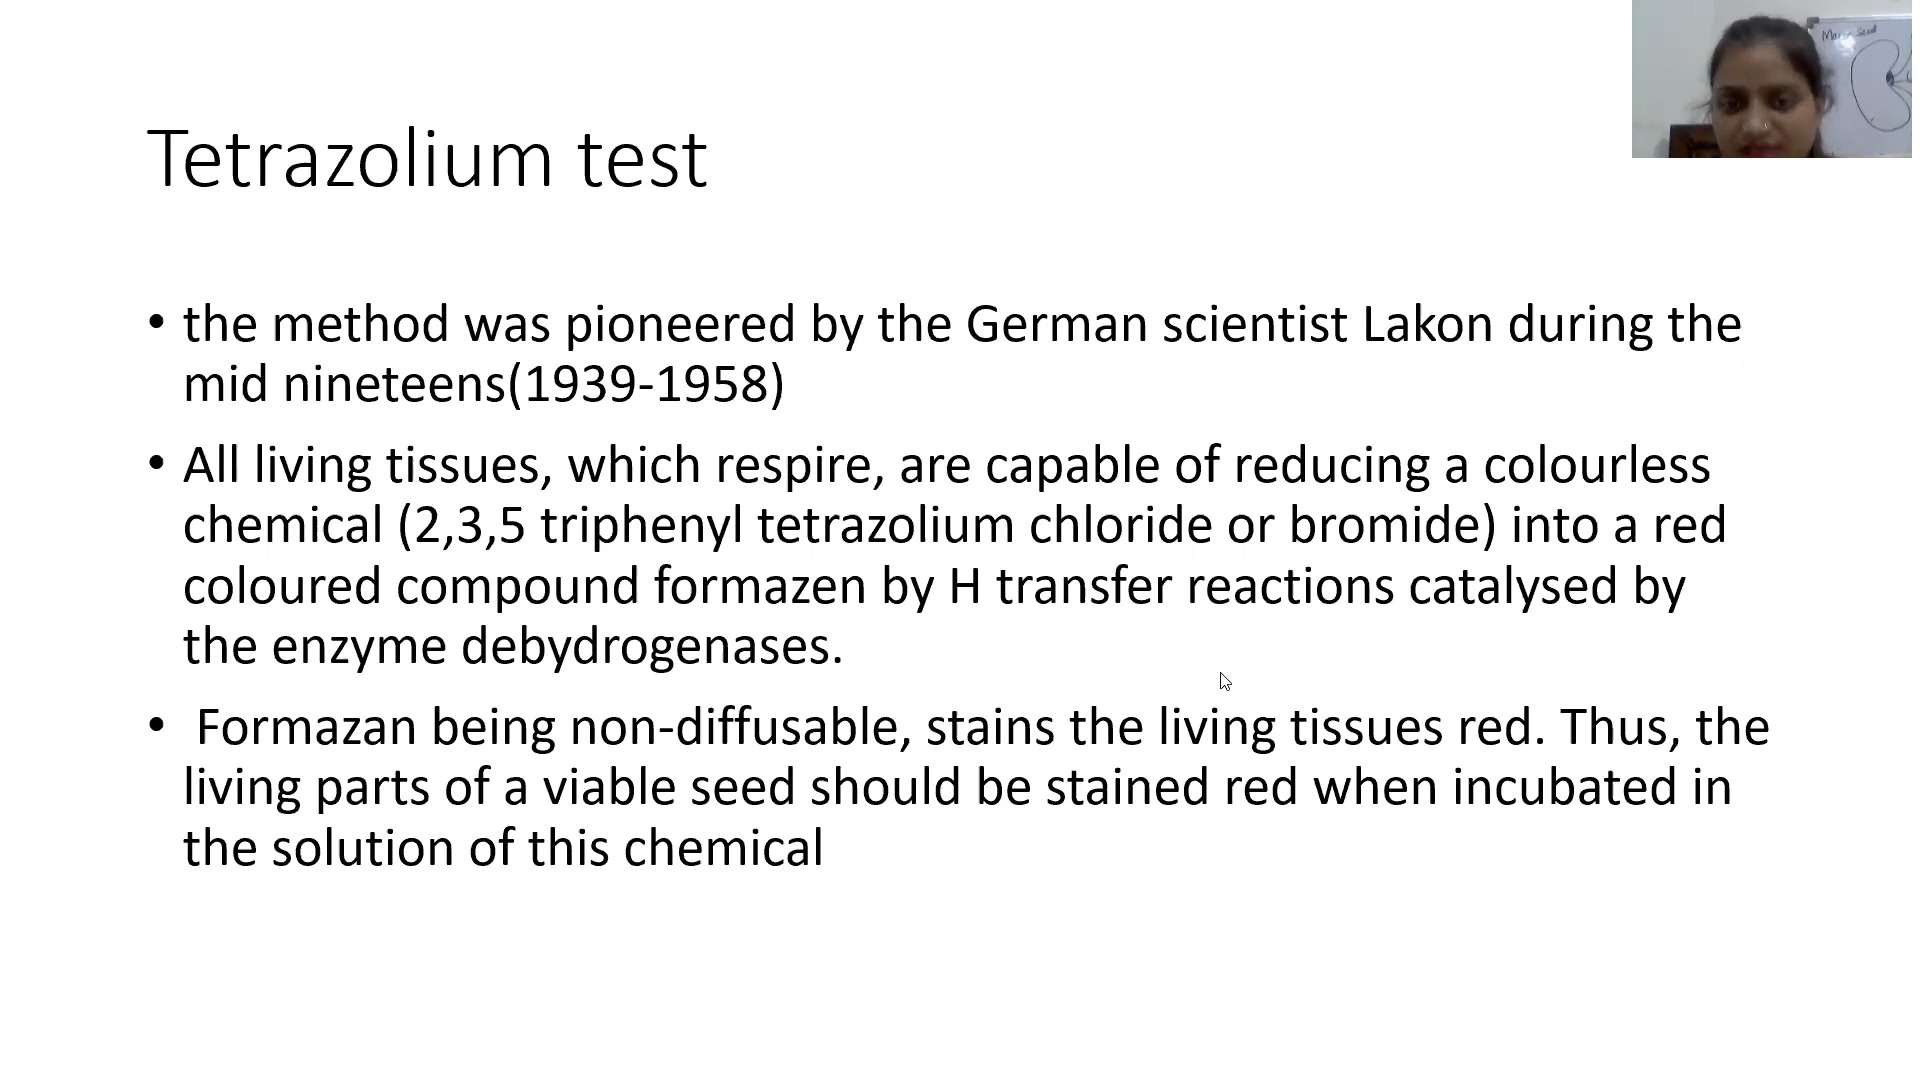 Tetrazolium test
• the method was pioneered by the German scientist Lakon during the
mid nineteens(1939-1958)
• All living tissues, which respire, are capable of reducing a colourless
chemical (2,3,5 triphenyl tetrazolium chloride or bromide) into a red
coloured compound formazen by H transfer reactions catalysed by
the enzyme debydrogenases.
• Formazan being non-diffusable, stains the living tissues red. Thus, the
living parts of a viable seed should be stained red when incubated in
the solution of this chemical
Seed